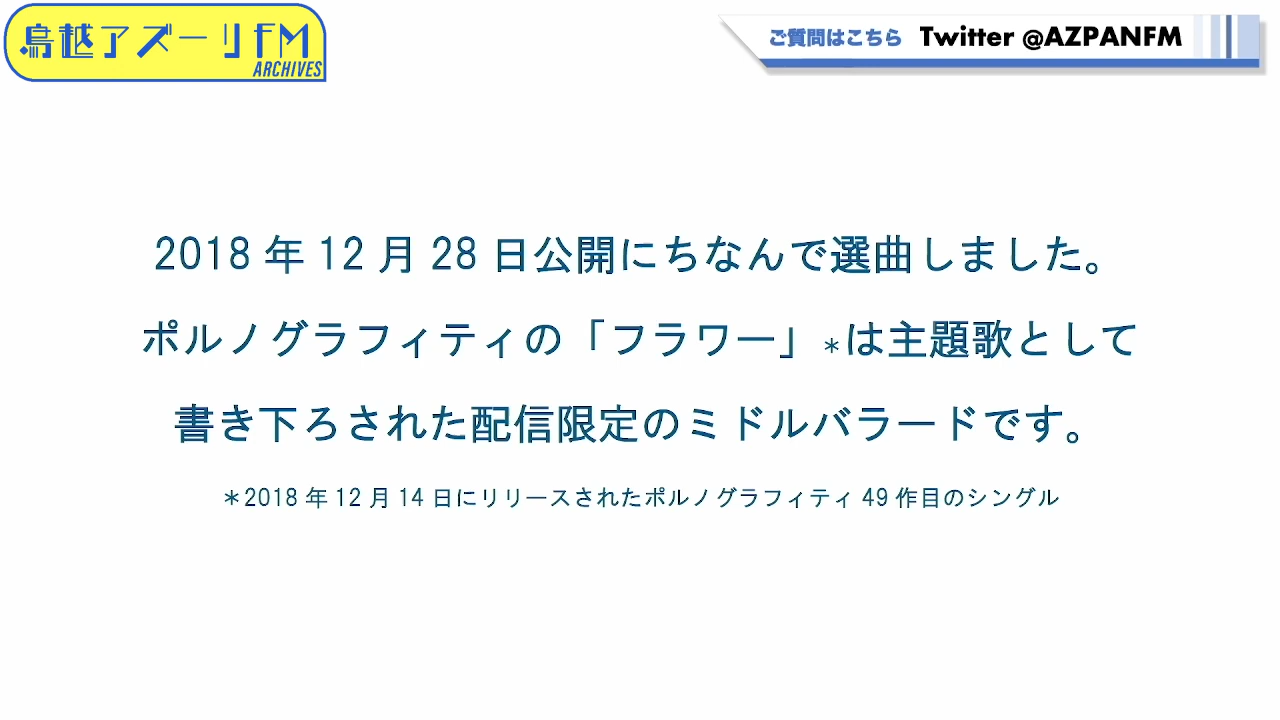 鳥越アズーリFM
ARCHIVES
ご質問はこちら Twitter @AZPANFM
2018年12月28日公開にちなんで選曲しました。
ポルノグラフィティの「フラワー」*は主題歌として
書き下ろされた配信限定のミドルバラードです。
*2018年12月14日にリリースされたポルノグラフィティ49作目のシングル